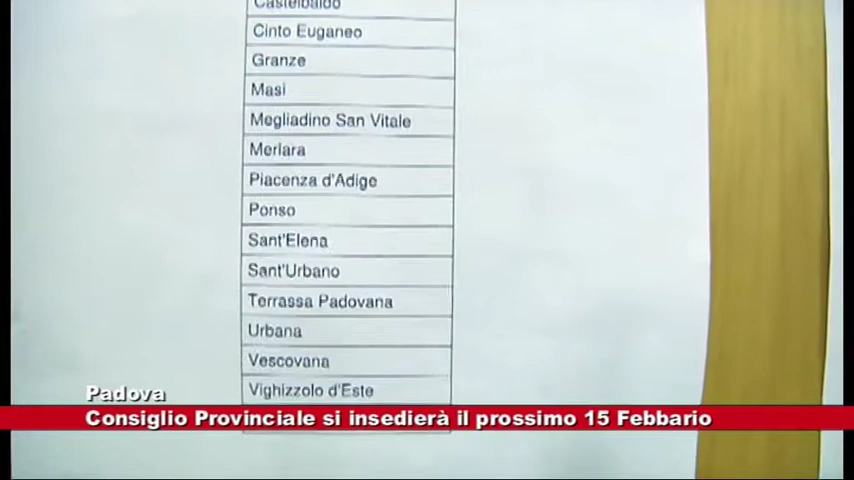 Castelbaldo
Cinto Euganeo
Granze
Masi
Megliadino San Vitale
Merlara
Piacenza d'Adige
Ponso
Sant'Elena
Sant'Urbano
Terrassa Padovana
Urbana
Vescovana
Vighizzolo d'Este
Padova
Consiglio Provinciale si insedierà il prossimo 15 Febbario